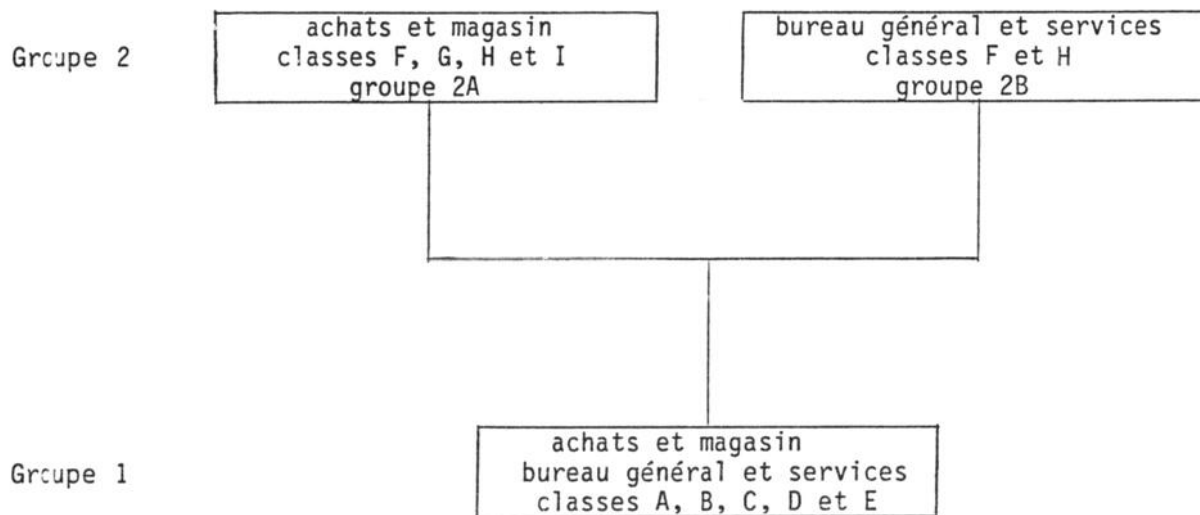 Groupe 2
achats et magasin
classes F, G, H et I
groupe 2A
bureau général et services
classes F et H
groupe 2B
Groupe 1
achats et magasin
bureau général et services
classes A, B, C, D et E